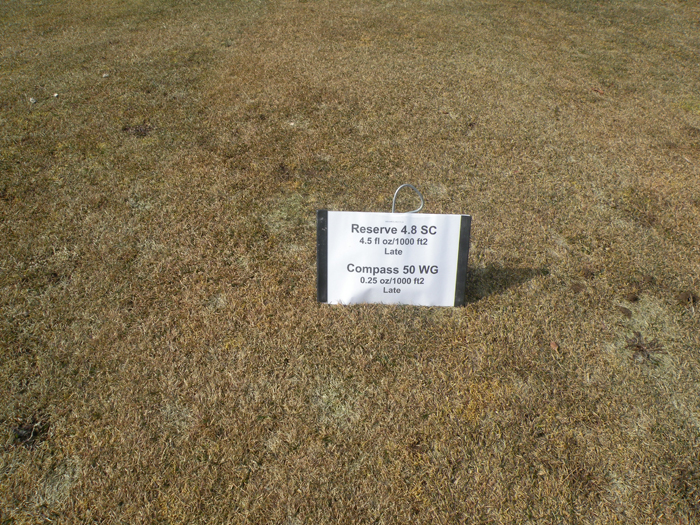 Reserve 4.8 SC
4.5 fl oz/1000 ft2
Late
Compass 50 WG
0.25 oz/1000 ft2
Late